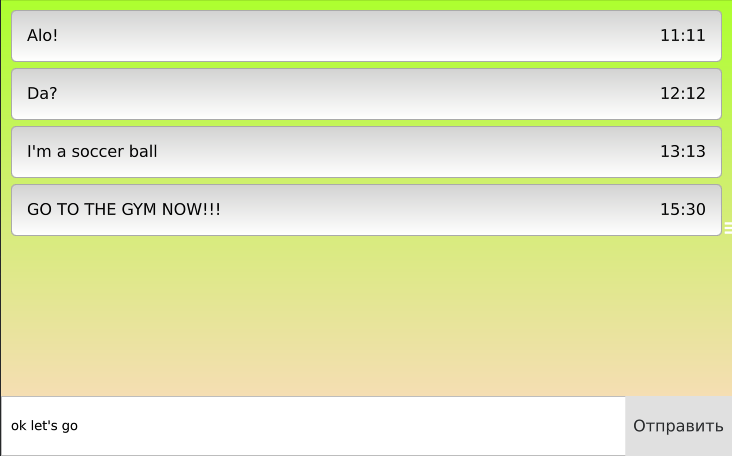 Alo! 11:11
Da? 12:12
I'm a soccer ball 13:13
GO TO THE GYM NOW!!! 15:30
ok let's go Отправить